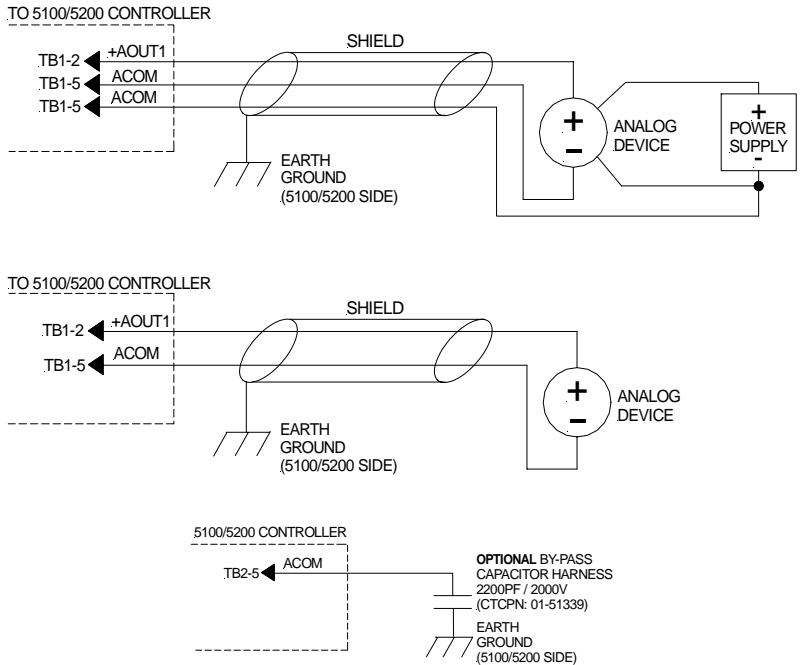 TO 5100/5200 CONTROLLER
SHIELD
TB1-2
+AOUT1
TB1-5
ACOM
TB1-5
ACOM
+
-
ANALOG
DEVICE
+
POWER
SUPPLY
-
EARTH
GROUND
(5100/5200 SIDE)
TO 5100/5200 CONTROLLER
SHIELD
TB1-2
+AOUT1
TB1-5
ACOM
+
-
ANALOG
DEVICE
EARTH
GROUND
(5100/5200 SIDE)
5100/5200 CONTROLLER
TB2-5
ACOM
OPTIONAL BY-PASS
CAPACITOR HARNESS
2200PF / 2000V
(CTCPN: 01-51339)
EARTH
GROUND
(5100/5200 SIDE)